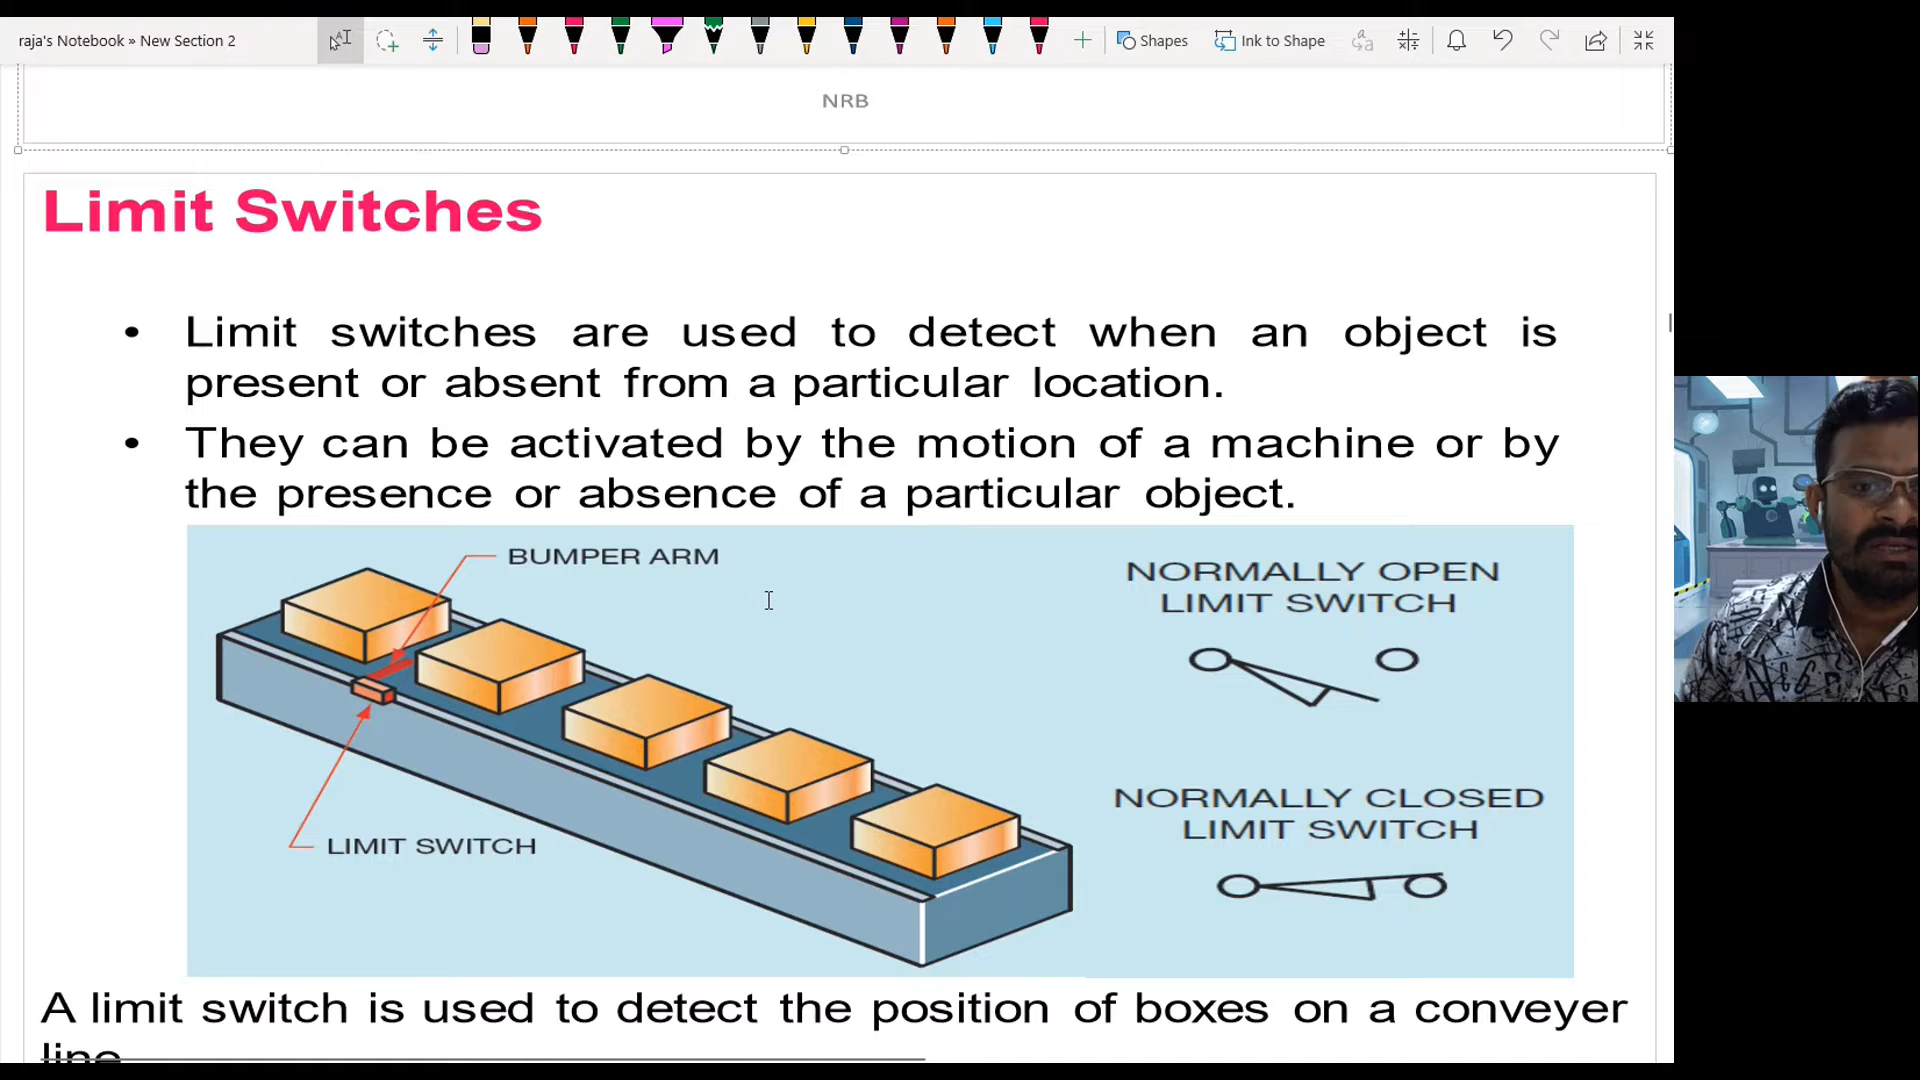 raja's Notebook » New Section 2
Shapes
Ink to Shape
NRB
Limit Switches
• Limit switches are used to detect when an object is
present or absent from a particular location.
• They can be activated by the motion of a machine or by
the presence or absence of a particular object.
BUMPER ARM
NORMALLY OPEN
LIMIT SWITCH
NORMALLY CLOSED
LIMIT SWITCH
LIMIT SWITCH
A limit switch is used to detect the position of boxes on a conveyer
line